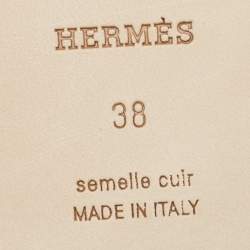 HERMÈS
38
semelle cuir
MADE IN ITALY